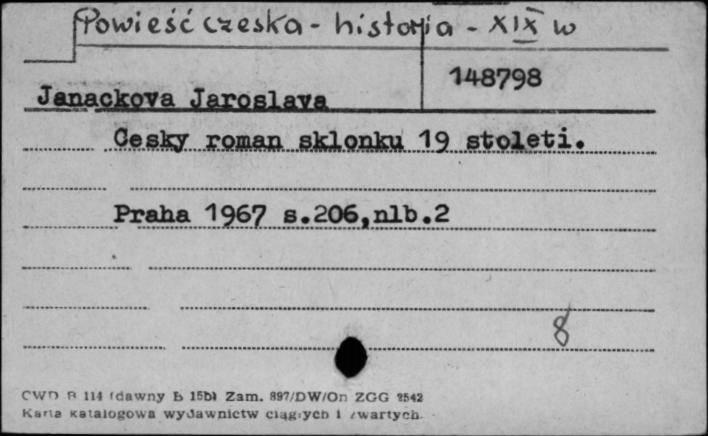 Powieść czeska - historia - XIX w
148798
Janackova Jaroslava
Cesky roman sklonku 19 stoleti.
Praha 1967 s.206,nlb.2
8
CWD B 114 (dawny b 15b) Zam. 897/DW/On ZGG 2542
Karta katalogowa wydawnictw ciągłych i zwartych.